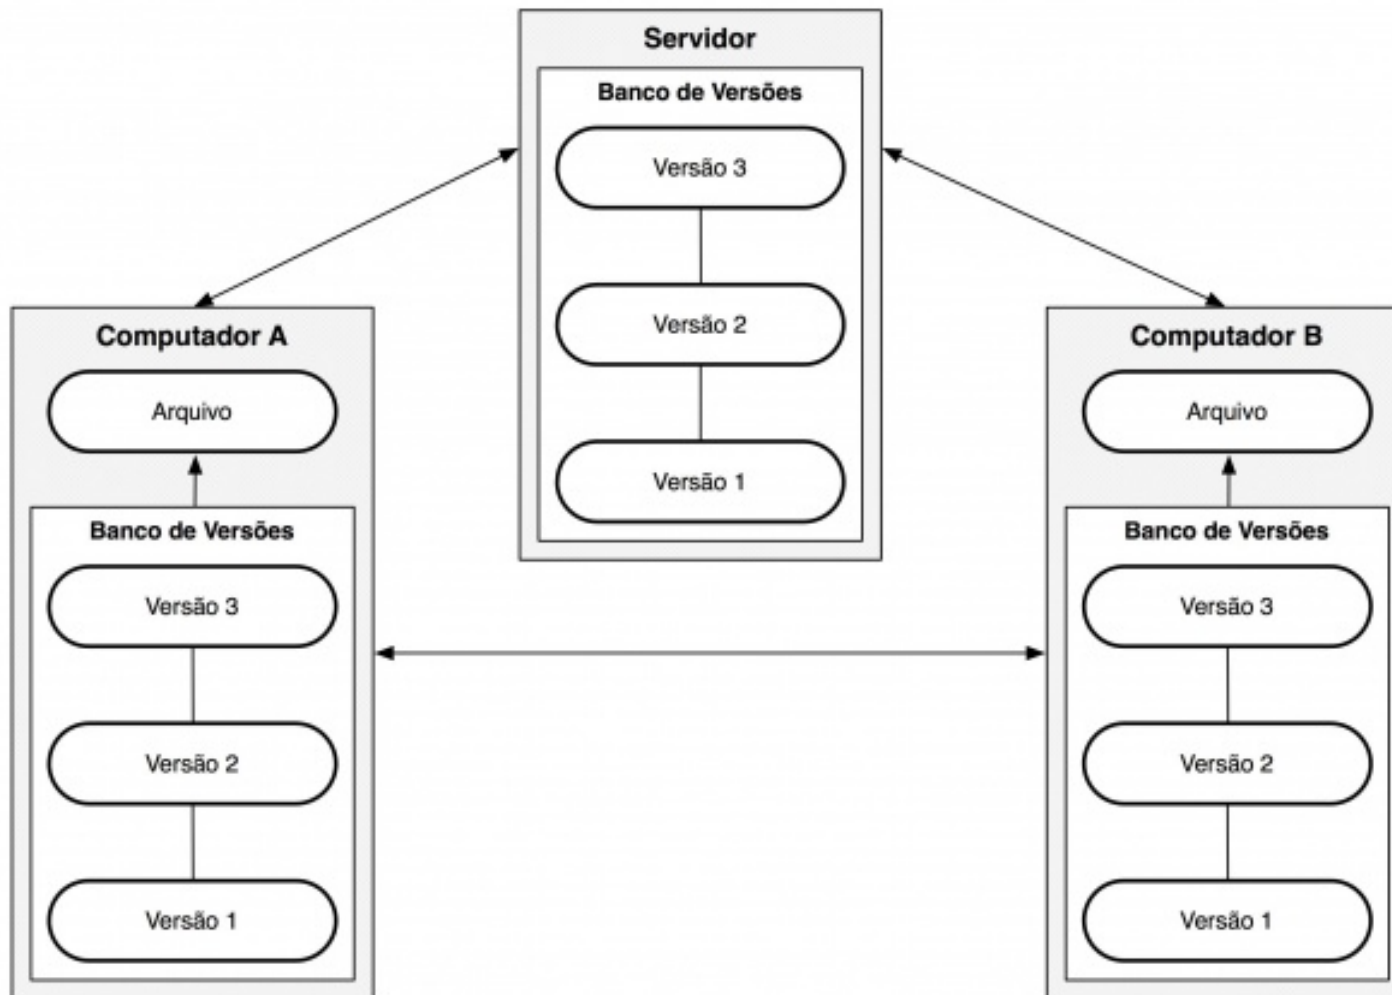 Servidor
Banco de Versões
Versão 3
Versão 2
Versão 1
Computador A
Arquivo
Banco de Versões
Versão 3
Versão 2
Versão 1
Computador B
Arquivo
Banco de Versões
Versão 3
Versão 2
Versão 1